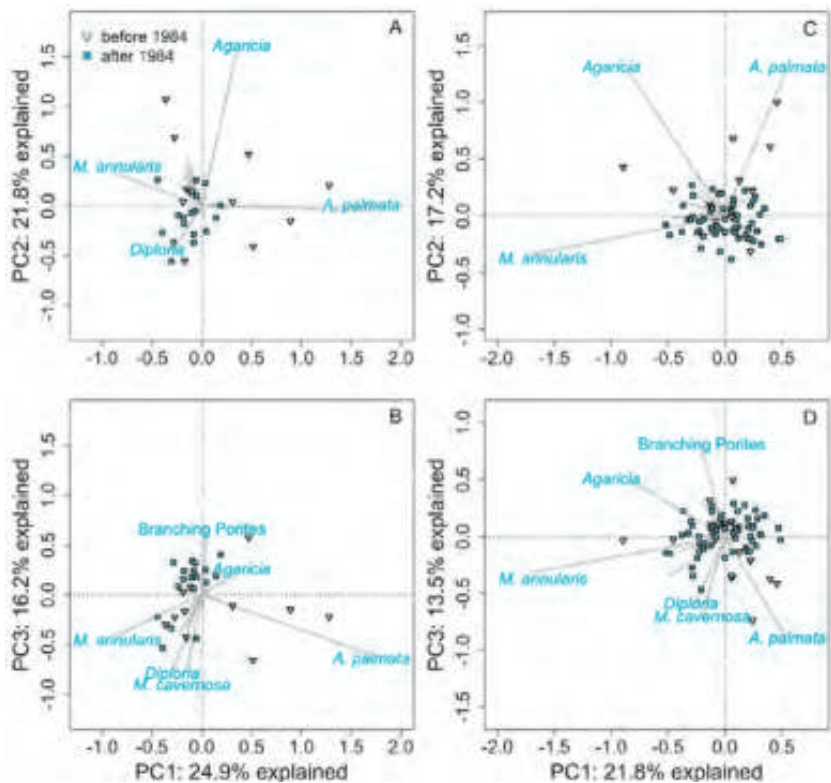 A
before 1984
after 1984
Agaricia
M. annularis
A. palmata
Diploria
PC2: 21.8% explained
1.5
1.0
0.5
0.0
-0.5
-1.0
-1.0 -0.5 0.0 0.5 1.0 1.5 2.0
C
Agaricia
A. palmata
M. annularis
PC2: 17.2% explained
1.5
1.0
0.5
0.0
-0.5
-1.0
-2.0 -1.5 -1.0 -0.5 0.0 0.5
B
Branching Porites
Agaricia
M. annularis
Diploria
M. cavernosa
A. palmata
PC3: 16.2% explained
1.5
1.0
0.5
0.0
-0.5
-1.0
-1.0 -0.5 0.0 0.5 1.0 1.5 2.0
PC1: 24.9% explained
D
Branching Porites
Agaricia
M. annularis
Diploria
M. cavernosa
A. palmata
PC3: 13.5% explained
1.0
0.5
0.0
-0.5
-1.0
-1.5
-2.0 -1.5 -1.0 -0.5 0.0 0.5
PC1: 21.8% explained